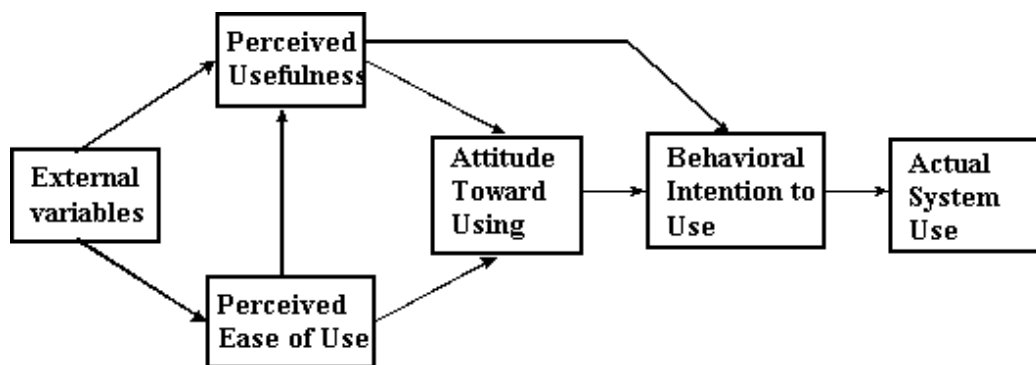 Perceived
Usefulness
External
variables
Perceived
Ease of Use
Attitude
Toward
Using
Behavioral
Intention to
Use
Actual
System
Use